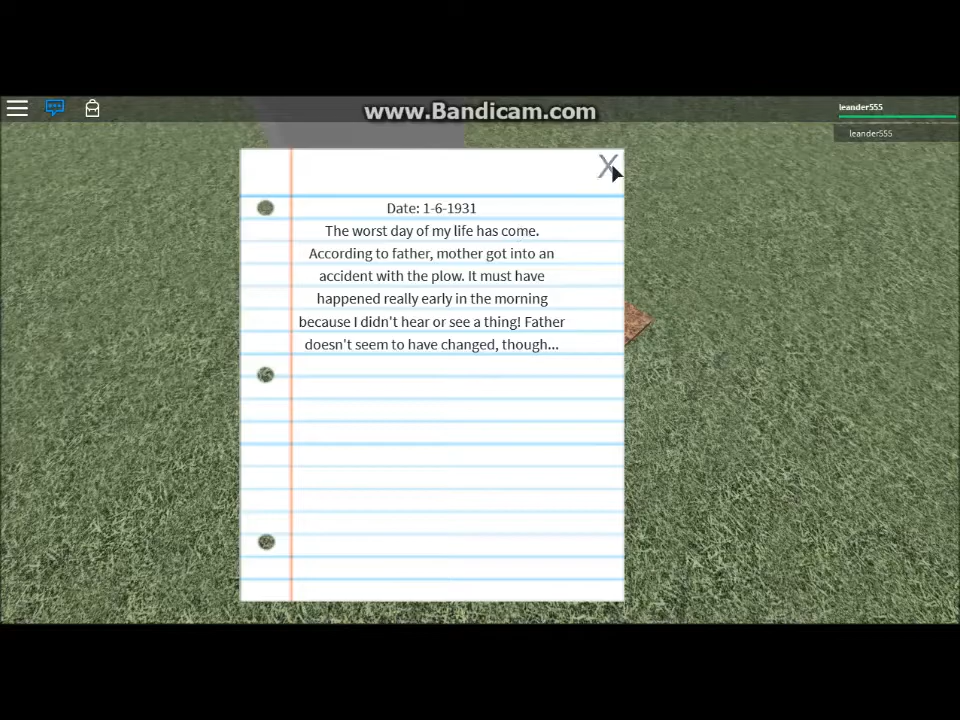 www.Bandicam.com
leander555
leander555
X
Date: 1-6-1931
The worst day of my life has come.
According to father, mother got into an
accident with the plow. It must have
happened really early in the morning
because I didn't hear or see a thing! Father
doesn't seem to have changed, though...